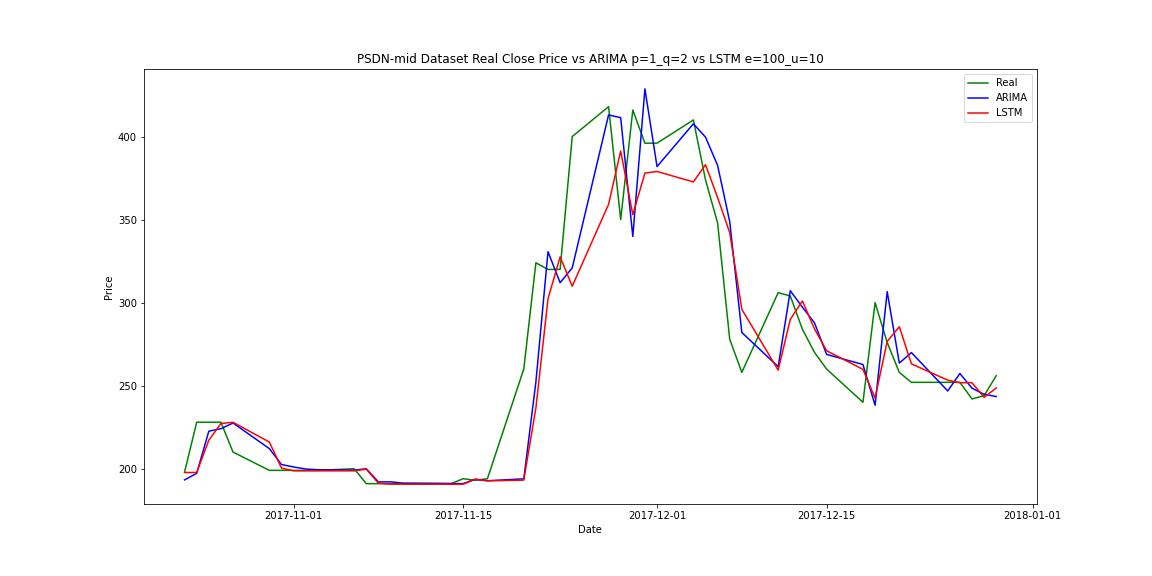 PSDN-mid Dataset Real Close Price vs ARIMA p=1_q=2 vs LSTM e=100_u=10
Real
ARIMA
LSTM
400
350
300
250
200
Price
2017-11-01
2017-11-15
2017-12-01
2017-12-15
2018-01-01
Date